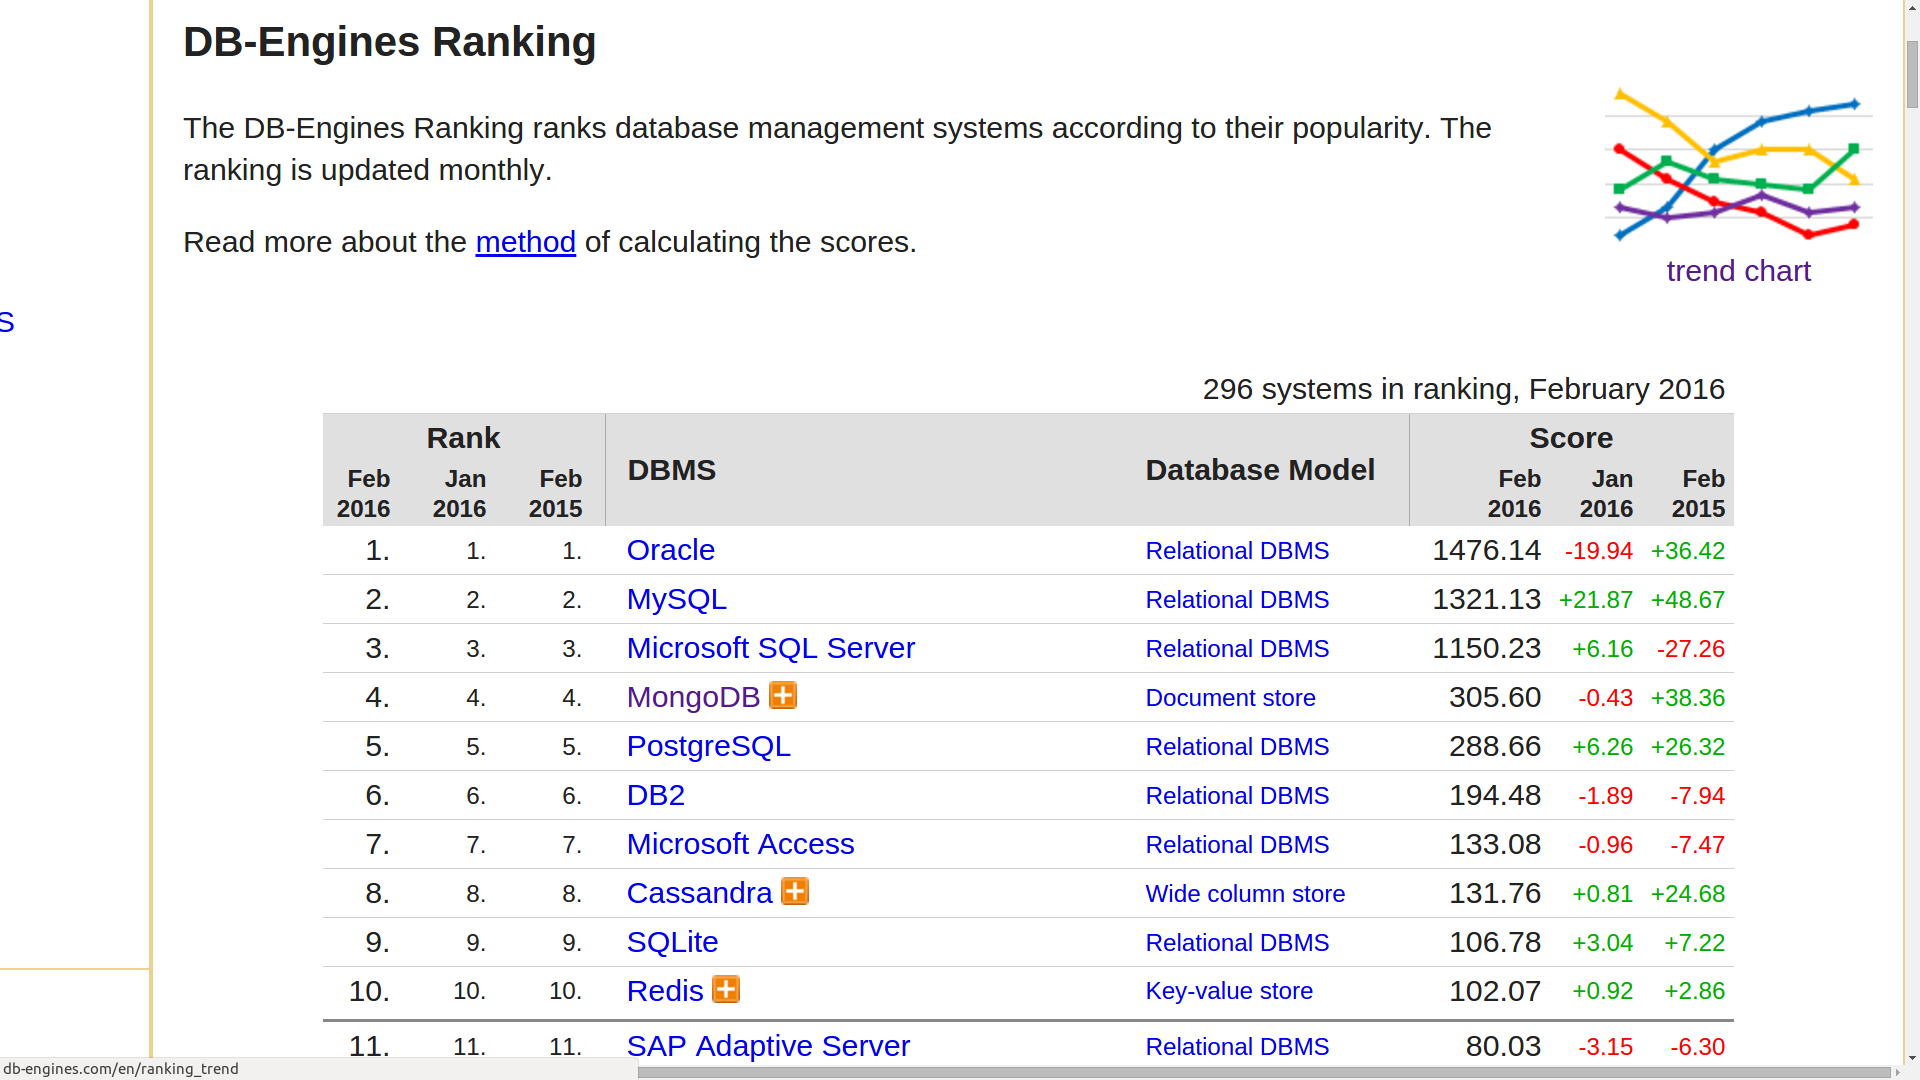 DB-Engines Ranking
The DB-Engines Ranking ranks database management systems according to their popularity. The
ranking is updated monthly.
Read more about the method of calculating the scores.
trend chart
S
296 systems in ranking, February 2016
Rank DBMS Database Model Score
Feb 2016 Jan 2016 Feb 2015 Feb 2016 Jan 2016 Feb 2015
1. 1. 1. Oracle Relational DBMS 1476.14 -19.94 +36.42
2. 2. 2. MySQL Relational DBMS 1321.13 +21.87 +48.67
3. 3. 3. Microsoft SQL Server Relational DBMS 1150.23 +6.16 -27.26
4. 4. 4. MongoDB Document store 305.60 -0.43 +38.36
5. 5. 5. PostgreSQL Relational DBMS 288.66 +6.26 +26.32
6. 6. 6. DB2 Relational DBMS 194.48 -1.89 -7.94
7. 7. 7. Microsoft Access Relational DBMS 133.08 -0.96 -7.47
8. 8. 8. Cassandra Wide column store 131.76 +0.81 +24.68
9. 9. 9. SQLite Relational DBMS 106.78 +3.04 +7.22
10. 10. 10. Redis Key-value store 102.07 +0.92 +2.86
11. 11. 11. SAP Adaptive Server Relational DBMS 80.03 -3.15 -6.30
db-engines.com/en/ranking_trend